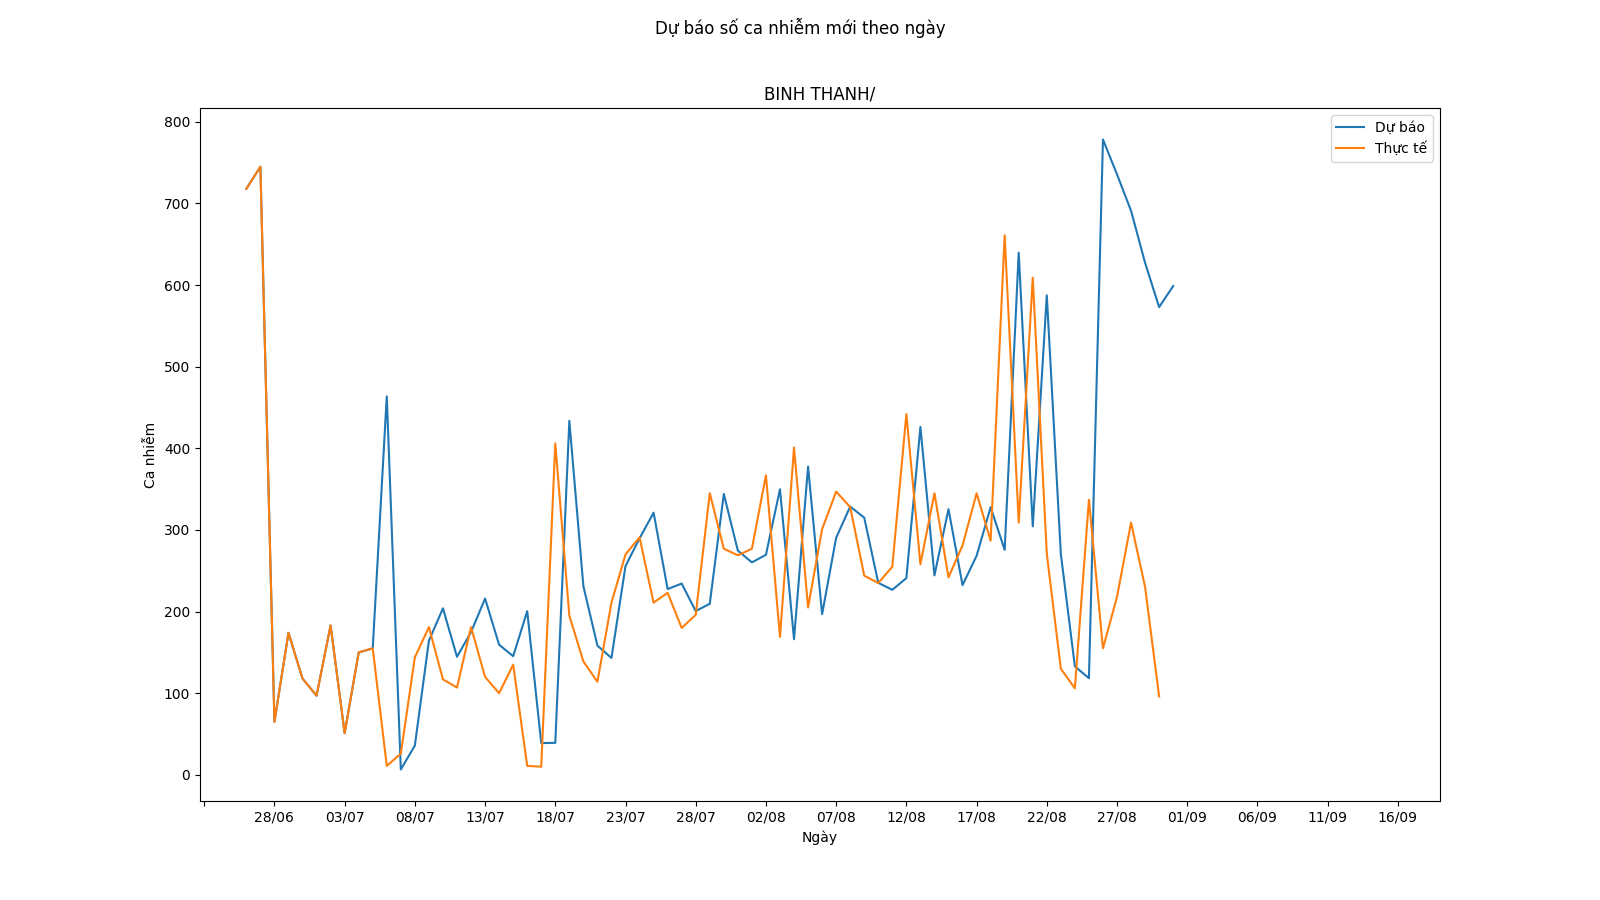 Dự báo số ca nhiễm mới theo ngày
BINH THANH/
Dự báo
Thực tế
800
700
600
500
400
300
200
100
0
Ca nhiễm
28/06 03/07 08/07 13/07 18/07 23/07 28/07 02/08 07/08 12/08 17/08 22/08 27/08 01/09 06/09 11/09 16/09
Ngày